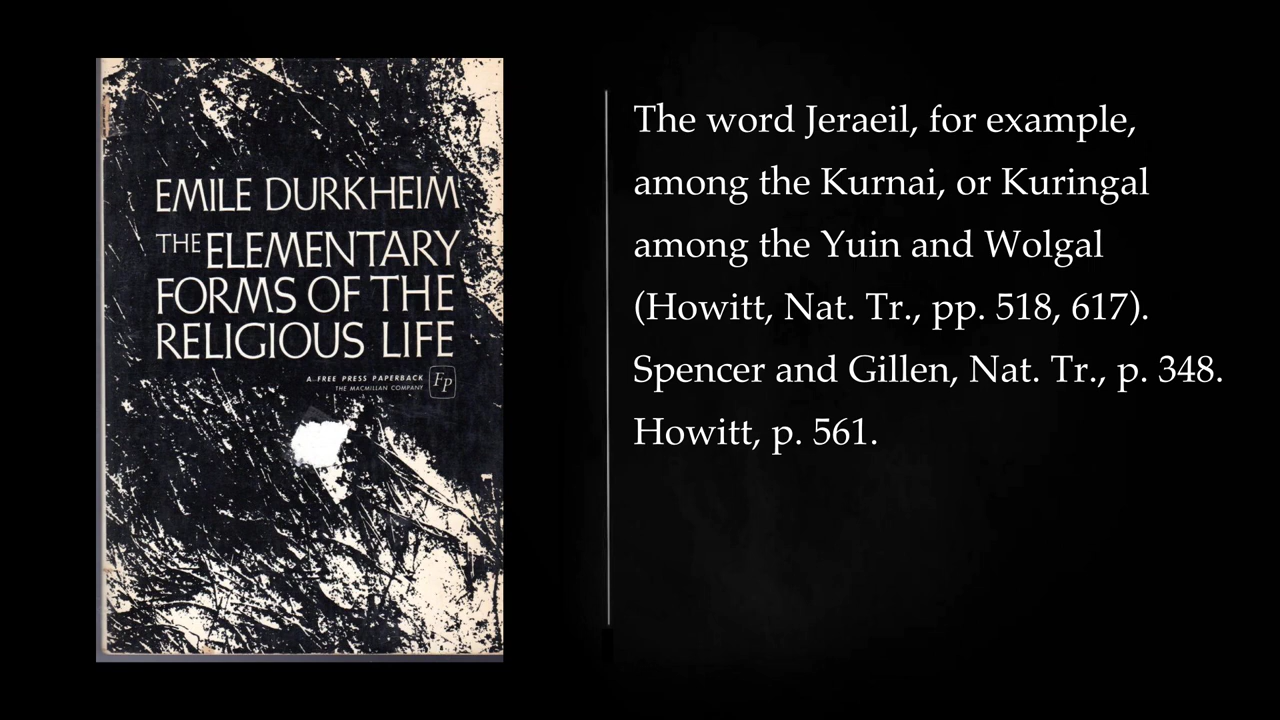 EMILE DURKHEIM
THE ELEMENTARY
FORMS OF THE
RELIGIOUS LIFE
A FREE PRESS PAPERBACK
THE MACMILLAN COMPANY
FP
The word Jeraeil, for example,
among the Kurnai, or Kuringal
among the Yuin and Wolgal
(Howitt, Nat. Tr., pp. 518, 617).
Spencer and Gillen, Nat. Tr., p. 348.
Howitt, p. 561.